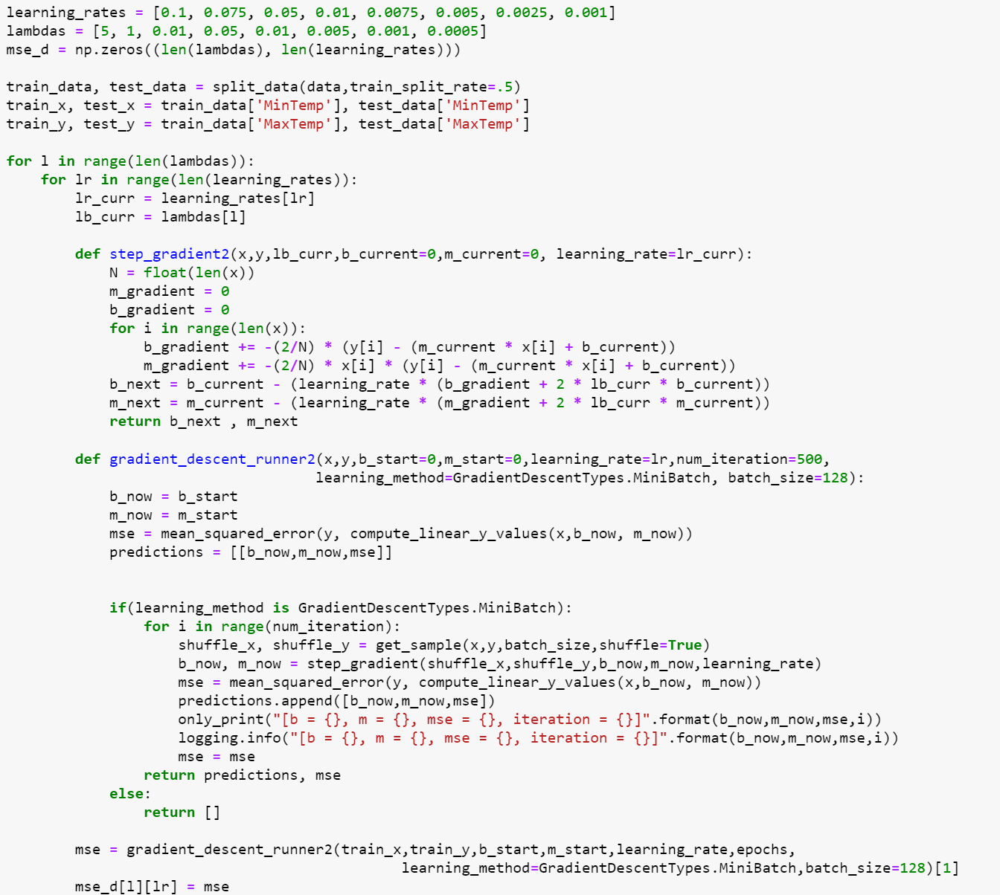 learning_rates = [0.1, 0.075, 0.05, 0.01, 0.0075, 0.005, 0.0025, 0.001]
lambdas = [5, 1, 0.01, 0.05, 0.01, 0.005, 0.001, 0.0005]
mse_d = np.zeros((len(lambdas), len(learning_rates)))

train_data, test_data = split_data(data,train_split_rate=.5)
train_x, test_x = train_data['MinTemp'], test_data['MinTemp']
train_y, test_y = train_data['MaxTemp'], test_data['MaxTemp']

for l in range(len(lambdas)):
    for lr in range(len(learning_rates)):
        lr_curr = learning_rates[lr]
        lb_curr = lambdas[l]

        def step_gradient2(x,y,lb_curr,b_current=0,m_current=0, learning_rate=lr_curr):
            N = float(len(x))
            m_gradient = 0
            b_gradient = 0
            for i in range(len(x)):
                b_gradient += -(2/N) * (y[i] - (m_current * x[i] + b_current))
                m_gradient += -(2/N) * x[i] * (y[i] - (m_current * x[i] + b_current))
            b_next = b_current - (learning_rate * (b_gradient + 2 * lb_curr * b_current))
            m_next = m_current - (learning_rate * (m_gradient + 2 * lb_curr * m_current))
            return b_next , m_next

        def gradient_descent_runner2(x,y,b_start=0,m_start=0,learning_rate=lr,num_iteration=500,
                                    learning_method=GradientDescentTypes.MiniBatch, batch_size=128):
            b_now = b_start
            m_now = m_start
            mse = mean_squared_error(y, compute_linear_y_values(x,b_now, m_now))
            predictions = [[b_now,m_now,mse]]


            if(learning_method is GradientDescentTypes.MiniBatch):
                for i in range(num_iteration):
                    shuffle_x, shuffle_y = get_sample(x,y,batch_size,shuffle=True)
                    b_now, m_now = step_gradient(shuffle_x,shuffle_y,b_now,m_now,learning_rate)
                    mse = mean_squared_error(y, compute_linear_y_values(x,b_now, m_now))
                    predictions.append([b_now,m_now,mse])
                    only_print("[b = {}, m = {}, mse = {}, iteration = {}]".format(b_now,m_now,mse,i))
                    logging.info("[b = {}, m = {}, mse = {}, iteration = {}]".format(b_now,m_now,mse,i))
                    mse = mse
                return predictions, mse
            else:
                return []

        mse = gradient_descent_runner2(train_x,train_y,b_start,m_start,learning_rate,epochs,
                                              learning_method=GradientDescentTypes.MiniBatch,batch_size=128)[1]
        mse_d[l][lr] = mse